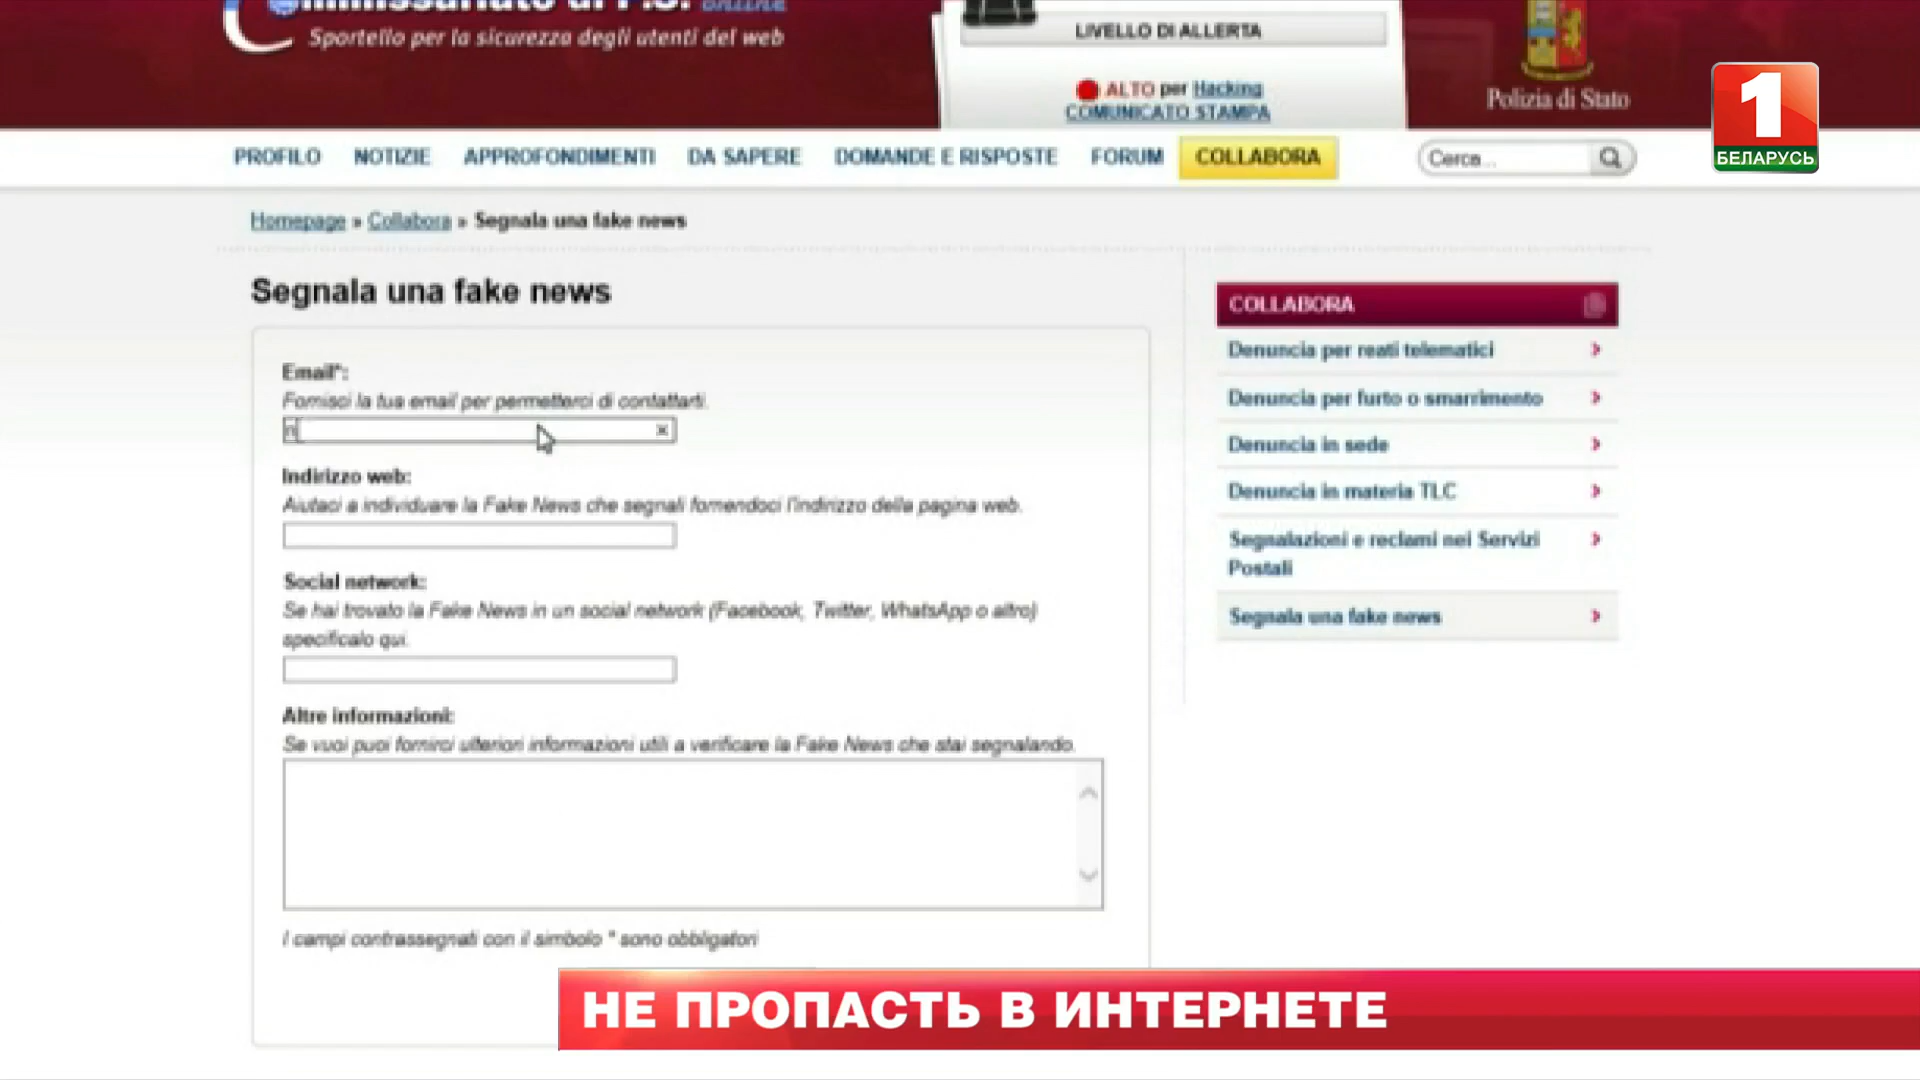 Commissariato di P.S. online
Sportello per la sicurezza degli utenti del web
LIVELLO DI ALLERTA
ALTO per Hacking
COMUNICATO STAMPA
Polizia di Stato
1
БЕЛАРУСЬ
PROFILO NOTIZIE APPROFONDIMENTI DA SAPERE DOMANDE E RISPOSTE FORUM COLLABORA Cerca...
Homepage » Collabora » Segnala una fake news
Segnala una fake news
Email*:
Fornisci la tua email per permetterci di contattarti.
n
Indirizzo web:
Aiutaci a individuare la Fake News che segnali fornendoci l'indirizzo della pagina web.
Social network:
Se hai trovato la Fake News in un social network (Facebook, Twitter, WhatsApp o altro)
specificalo qui.
Altre informazioni:
Se vuoi puoi fornirci ulteriori informazioni utili a verificare la Fake News che stai segnalando.
I campi contrassegnati con il simbolo * sono obbligatori
COLLABORA
Denuncia per reati telematici
Denuncia per furto o smarrimento
Denuncia in sede
Denuncia in materia TLC
Segnalazioni e reclami nei Servizi
Postali
Segnala una fake news
НЕ ПРОПАСТЬ В ИНТЕРНЕТЕ